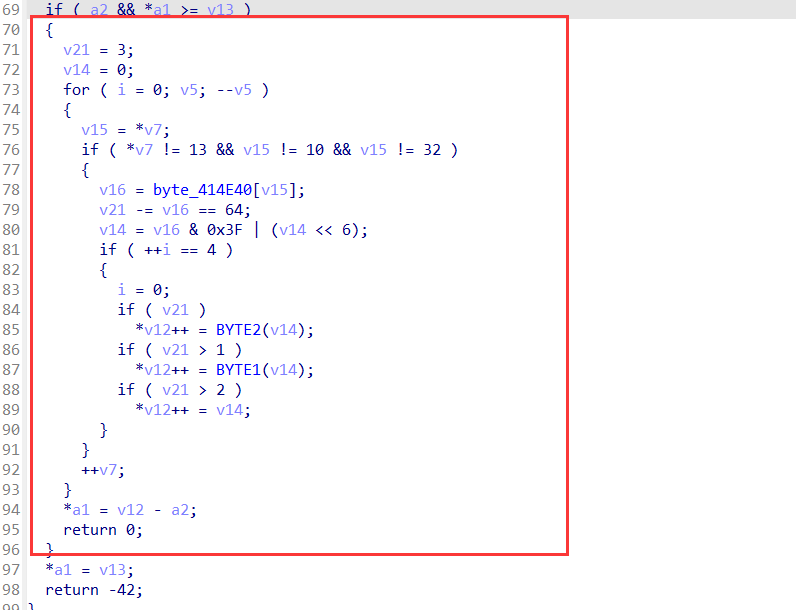 69 if ( a2 && *a1 >= v13 )
70 {
71 v21 = 3;
72 v14 = 0;
73 for ( i = 0; v5; --v5 )
74 {
75 v15 = *v7;
76 if ( *v7 != 13 && v15 != 10 && v15 != 32 )
77 {
78 v16 = byte_414E40[v15];
79 v21 -= v16 == 64;
80 v14 = v16 & 0x3F | (v14 << 6);
81 if ( ++i == 4 )
82 {
83 i = 0;
84 if ( v21 )
85 *v12++ = BYTE2(v14);
86 if ( v21 > 1 )
87 *v12++ = BYTE1(v14);
88 if ( v21 > 2 )
89 *v12++ = v14;
90 }
91 }
92 ++v7;
93 }
94 *a1 = v12 - a2;
95 return 0;
96 }
97 *a1 = v13;
98 return -42;
99 }